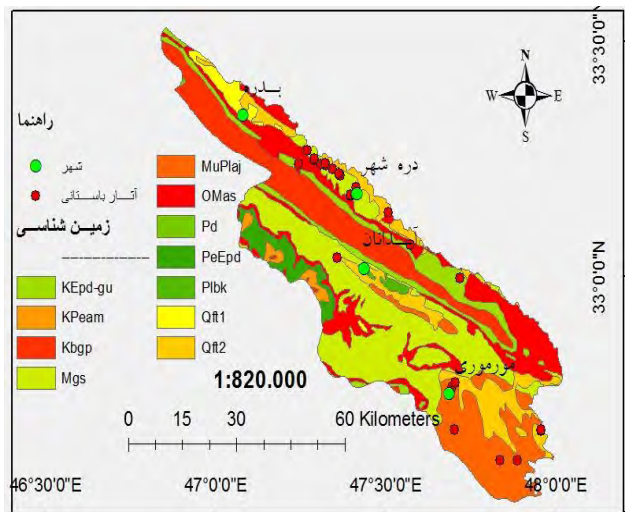 33°30'0"N
N
W E
S
بدره
راهنما
شهر
آثار باستانی
زمین شناسی
دره شهر
آبدانان
33°0'0"N
KEpd-gu
KPeam
Kbgp
Mgs
MuPlaj
OMas
Pd
PeEpd
Plbk
Qft1
Qft2
مورموری
1:820.000
0 15 30 60 Kilometers
46°30'0"E 47°0'0"E 47°30'0"E 48°0'0"E